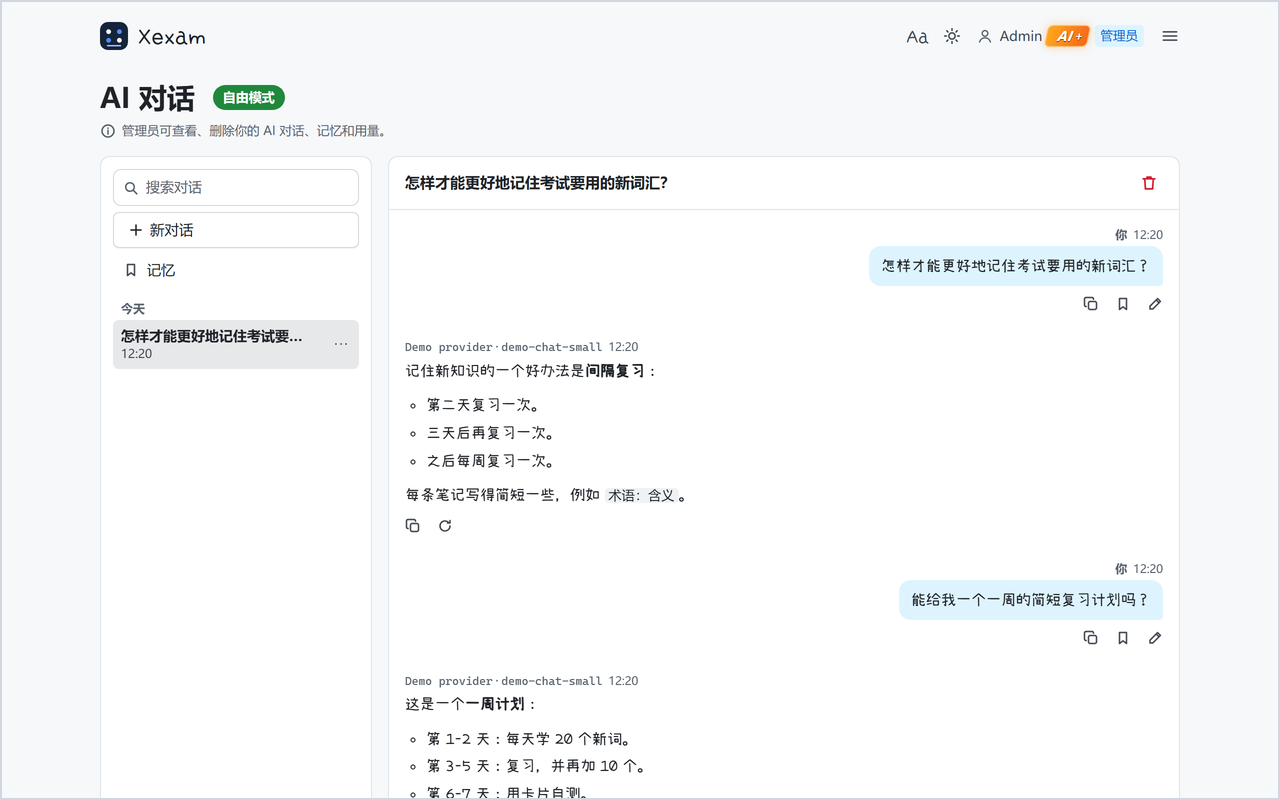 Xexam
Aa
Admin
AI+
管理员
AI 对话
自由模式
管理员可查看、删除你的 AI 对话、记忆和用量。
搜索对话
新对话
记忆
今天
怎样才能更好地记住考试要...
12:20
怎样才能更好地记住考试要用的新词汇？
你 12:20
怎样才能更好地记住考试要用的新词汇？
Demo provider · demo-chat-small 12:20
记住新知识的一个好办法是间隔复习：
第二天复习一次。
三天后再复习一次。
之后每周复习一次。
每条笔记写得简短一些，例如 术语：含义 。
你 12:20
能给我一个一周的简短复习计划吗？
Demo provider · demo-chat-small 12:20
这是一个一周计划：
第 1-2 天：每天学 20 个新词。
第 3-5 天：复习，并再加 10 个。
第 6-7 天：用卡片自测。